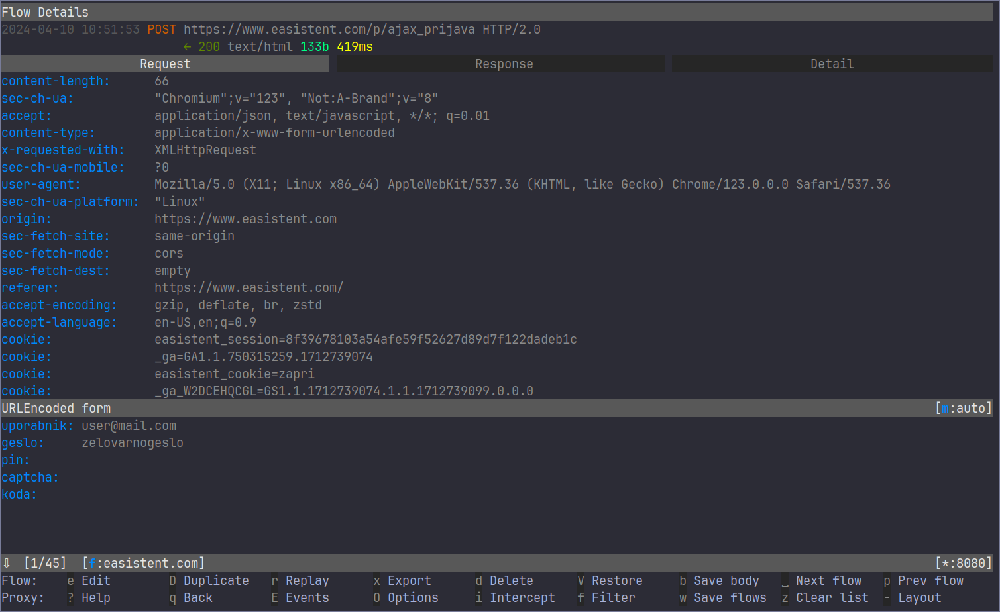 Flow Details
2024-04-10 10:51:53 POST https://www.easistent.com/p/ajax_prijava HTTP/2.0
← 200 text/html 133b 419ms
Request Response Detail
content-length: 66
sec-ch-ua: "Chromium";v="123", "Not:A-Brand";v="8"
accept: application/json, text/javascript, */*; q=0.01
content-type: application/x-www-form-urlencoded
x-requested-with: XMLHttpRequest
sec-ch-ua-mobile: ?0
user-agent: Mozilla/5.0 (X11; Linux x86_64) AppleWebKit/537.36 (KHTML, like Gecko) Chrome/123.0.0.0 Safari/537.36
sec-ch-ua-platform: "Linux"
origin: https://www.easistent.com
sec-fetch-site: same-origin
sec-fetch-mode: cors
sec-fetch-dest: empty
referer: https://www.easistent.com/
accept-encoding: gzip, deflate, br, zstd
accept-language: en-US,en;q=0.9
cookie: easistent_session=8f39678103a54afe59f52627d89d7f122dadeb1c
cookie: _ga=GA1.1.750315259.1712739074
cookie: easistent_cookie=zapri
cookie: _ga_W2DCEHQCGL=GS1.1.1712739074.1.1.1712739099.0.0.0
URLEncoded form [m:auto]
uporabnik: user@mail.com
geslo: zelovarnogeslo
pin:
captcha:
koda:
⇩ [1/45] [f:easistent.com] [*:8080]
Flow: e Edit D Duplicate r Replay x Export d Delete V Restore b Save body ␣ Next flow p Prev flow
Proxy: ? Help q Back E Events O Options i Intercept f Filter w Save flows z Clear list - Layout